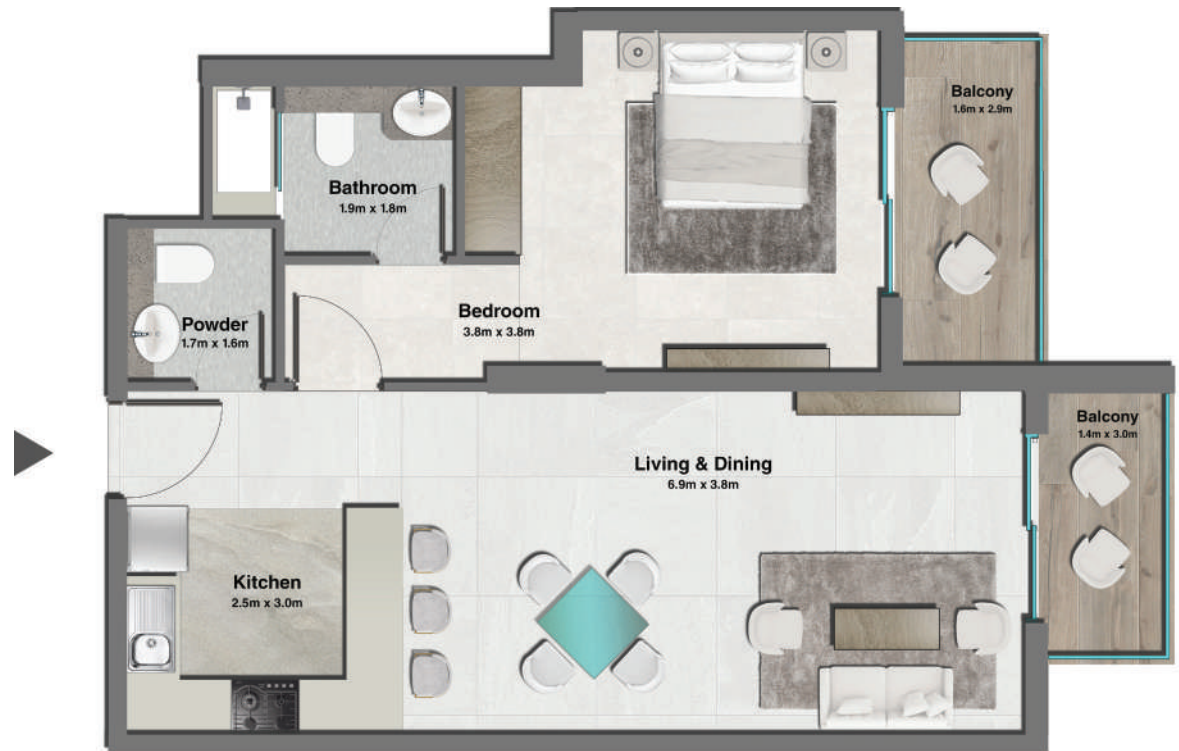 Balcony
1.6m x 2.9m
Bathroom
1.9m x 1.8m
Bedroom
3.8m x 3.8m
Powder
1.7m x 1.6m
Balcony
1.4m x 3.0m
Living & Dining
6.9m x 3.8m
Kitchen
2.5m x 3.0m